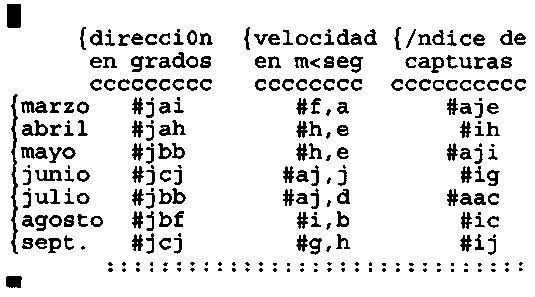 {direcci0n {velocidad {/ndice de
en grados en m<seg capturas
ccccccccc cccccccc cccccccccc
{marzo #jai #f,a #aje
{abril #jah #h,e #ih
{mayo #jbb #h,e #aji
{junio #jcj #aj,j #ig
{julio #jbb #aj,d #aac
{agosto #jbf #i,b #ic
{sept. #jcj #g,h #ij
:::::::::::::::::::::::::::::::